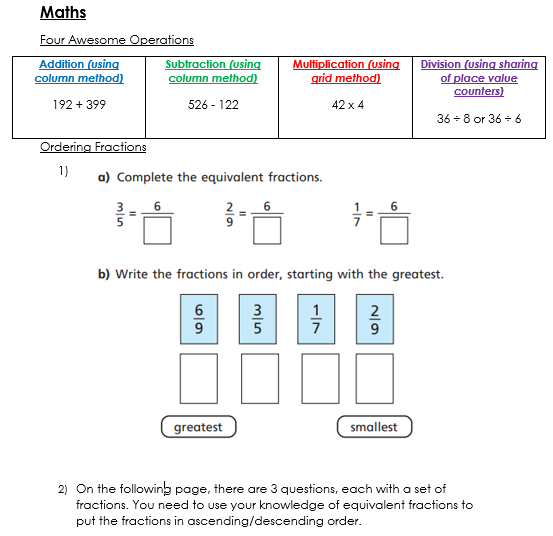 Maths
Four Awesome Operations
Addition (using
column method)
192 + 399
Subtraction (using
column method)
526 - 122
Multiplication (using
grid method)
42 x 4
Division (using sharing
of place value
counters)
36 ÷ 8 or 36 ÷ 6
Ordering Fractions
1)
a) Complete the equivalent fractions.
3/5 = 6/□ 2/9 = 6/□ 1/7 = 6/□
b) Write the fractions in order, starting with the greatest.
6/9 3/5 1/7 2/9
greatest smallest
2) On the following page, there are 3 questions, each with a set of
fractions. You need to use your knowledge of equivalent fractions to
put the fractions in ascending/descending order.